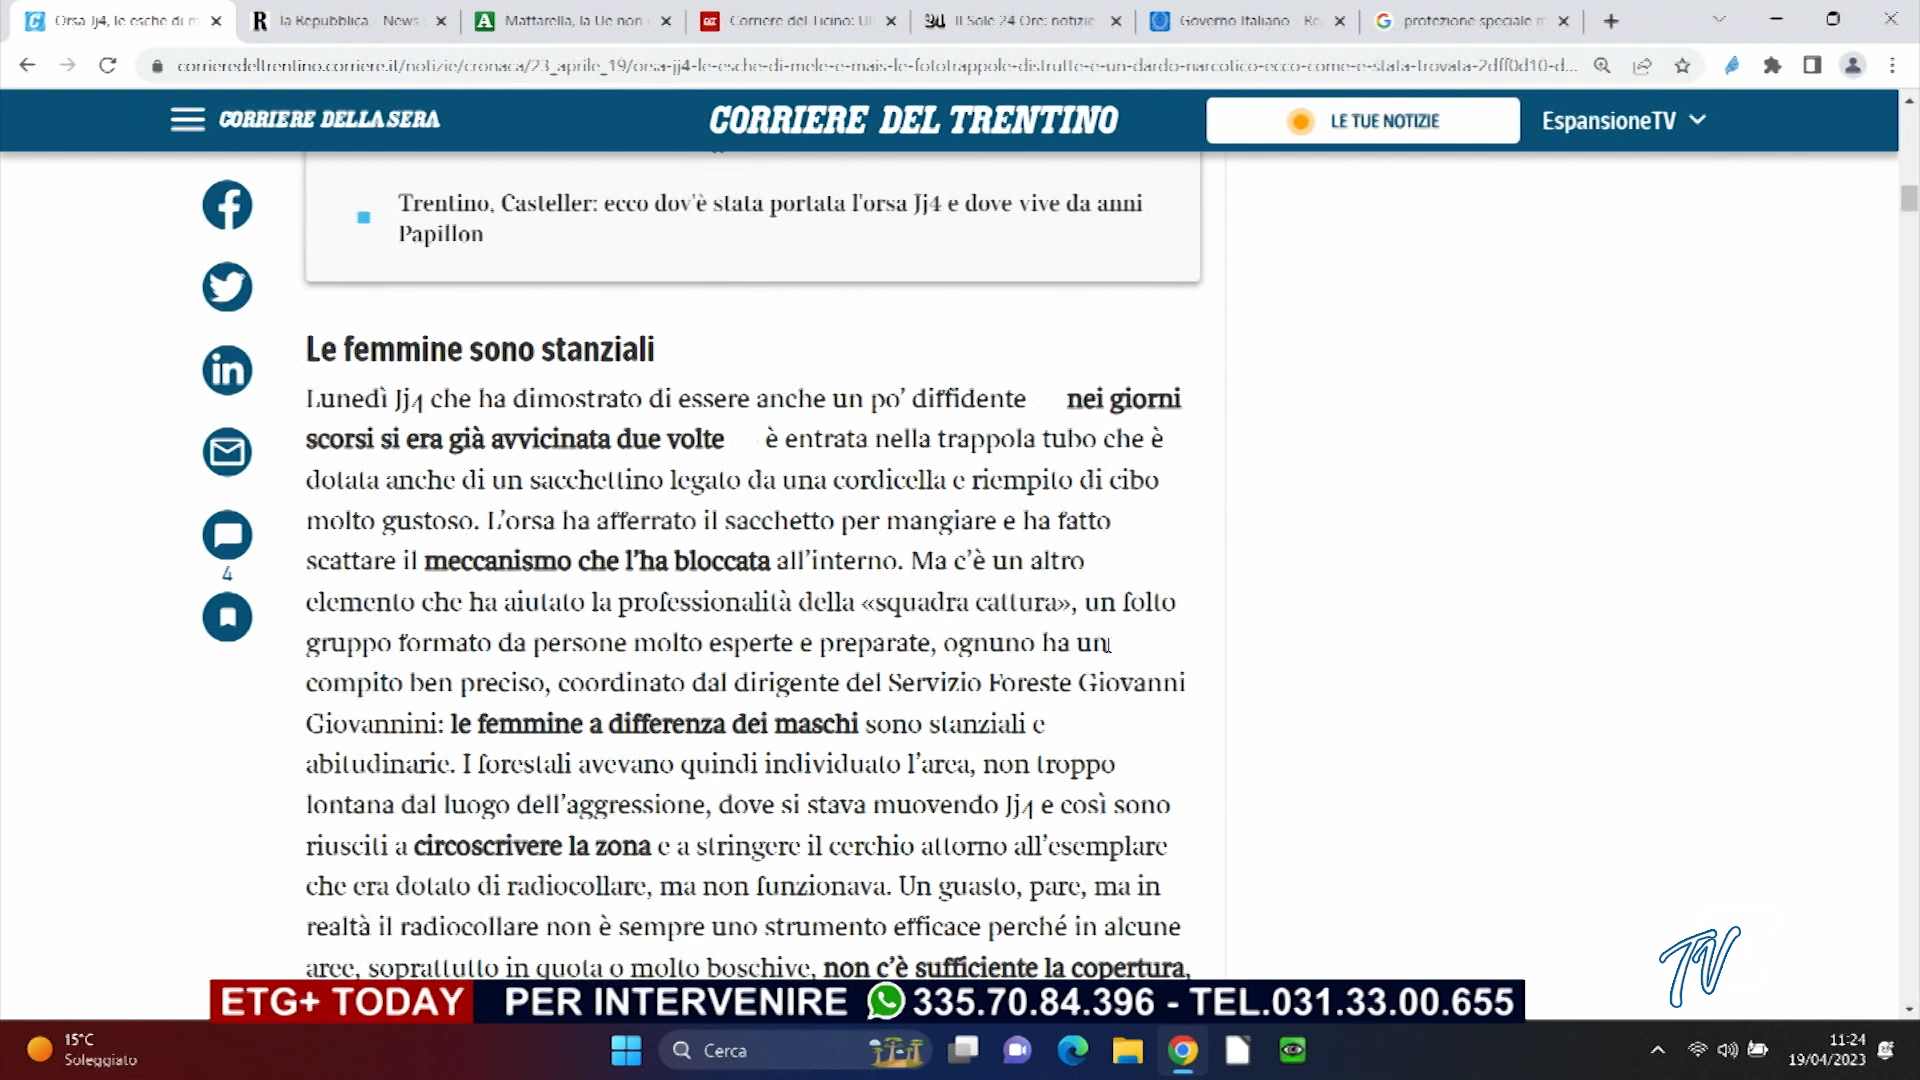 Orsa Jj4, le esche di m
la Repubblica - News
Mattarella, la Ue non
Corriere del Ticino: Ul
Il Sole 24 Ore: notizie
Governo Italiano - Re
protezione speciale m
corrieredeltrentino.corriere.it/notizie/cronaca/23_aprile_19/orsa-jj4-le-esche-di-mele-e-mais-le-fototrappole-distrutte-e-un-dardo-narcotico-ecco-come-e-stata-trovata-2dff0d10-d...
CORRIERE DELLA SERA
CORRIERE DEL TRENTINO
LE TUE NOTIZIE
EspansioneTV
Trentino, Casteller: ecco dov'è stata portata l'orsa Jj4 e dove vive da anni
Papillon
Le femmine sono stanziali
Lunedì Jj4 che ha dimostrato di essere anche un po’ diffidente nei giorni
scorsi si era già avvicinata due volte è entrata nella trappola tubo che è
dotata anche di un sacchettino legato da una cordicella e riempito di cibo
molto gustoso. L’orsa ha afferrato il sacchetto per mangiare e ha fatto
scattare il meccanismo che l’ha bloccata all’interno. Ma c’è un altro
elemento che ha aiutato la professionalità della «squadra cattura», un folto
gruppo formato da persone molto esperte e preparate, ognuno ha un
compito ben preciso, coordinato dal dirigente del Servizio Foreste Giovanni
Giovannini: le femmine a differenza dei maschi sono stanziali e
abitudinarie. I forestali avevano quindi individuato l’area, non troppo
lontana dal luogo dell’aggressione, dove si stava muovendo Jj4 e così sono
riusciti a circoscrivere la zona e a stringere il cerchio attorno all’esemplare
che era dotato di radiocollare, ma non funzionava. Un guasto, pare, ma in
realtà il radiocollare non è sempre uno strumento efficace perché in alcune
aree, soprattutto in quota o molto boschive, non c’è sufficiente la copertura,
4
TV
ETG+ TODAY PER INTERVENIRE 335.70.84.396 - TEL.031.33.00.655
15°C
Soleggiato
Cerca
11:24
19/04/2023